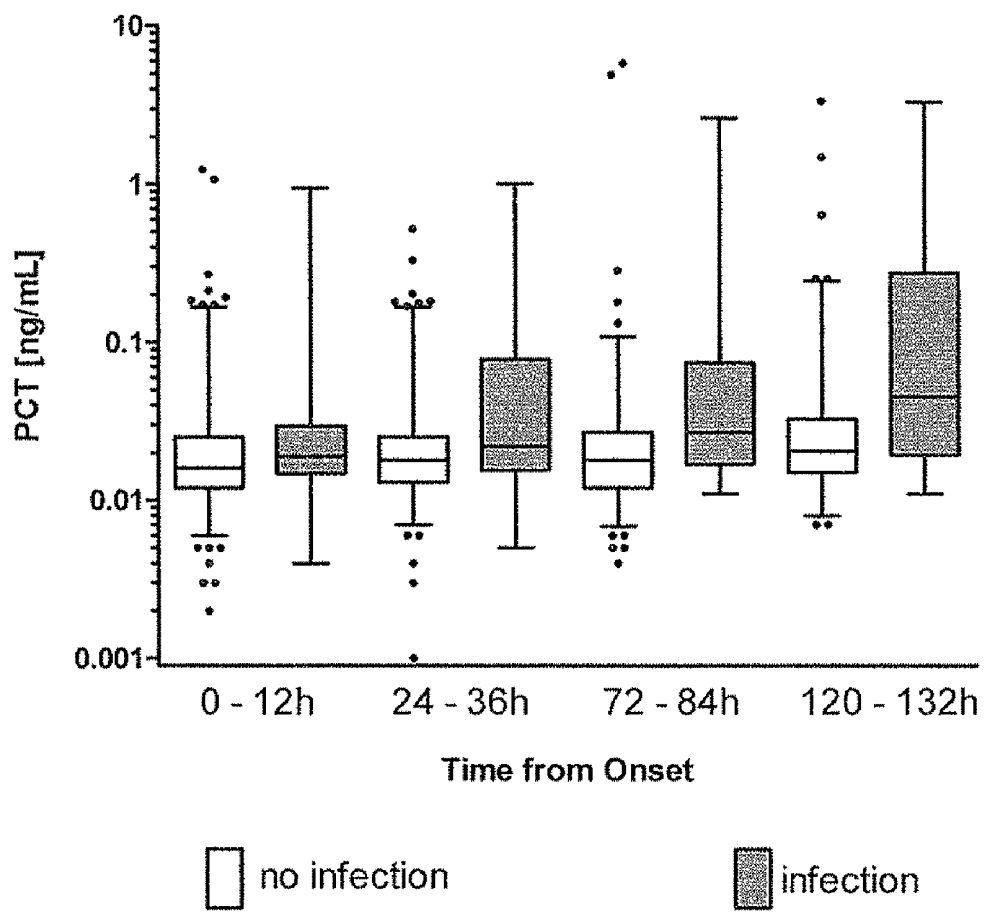 PCT [ng/mL]
10
1
0.1
0.01
0.001
0 - 12h
24 - 36h
72 - 84h
120 - 132h
Time from Onset
no infection
infection